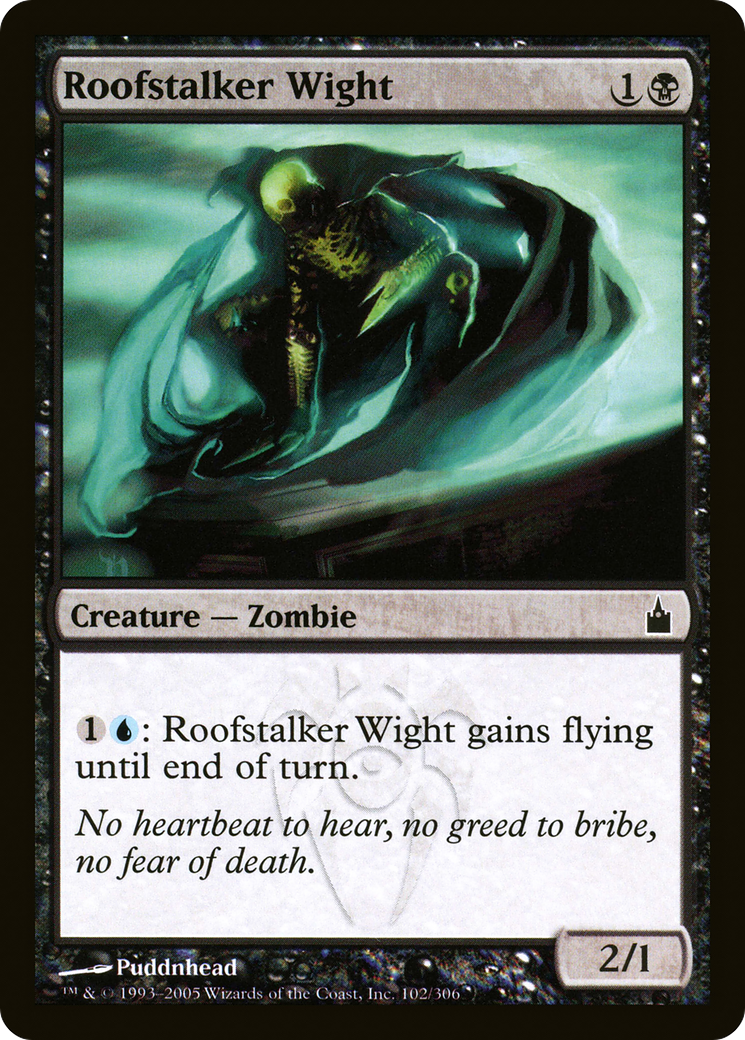 Roofstalker Wight 1
Creature — Zombie
1: Roofstalker Wight gains flying
until end of turn.
No heartbeat to hear, no greed to bribe,
no fear of death.
2/1
Puddnhead
™ & © 1993–2005 Wizards of the Coast, Inc. 102/306